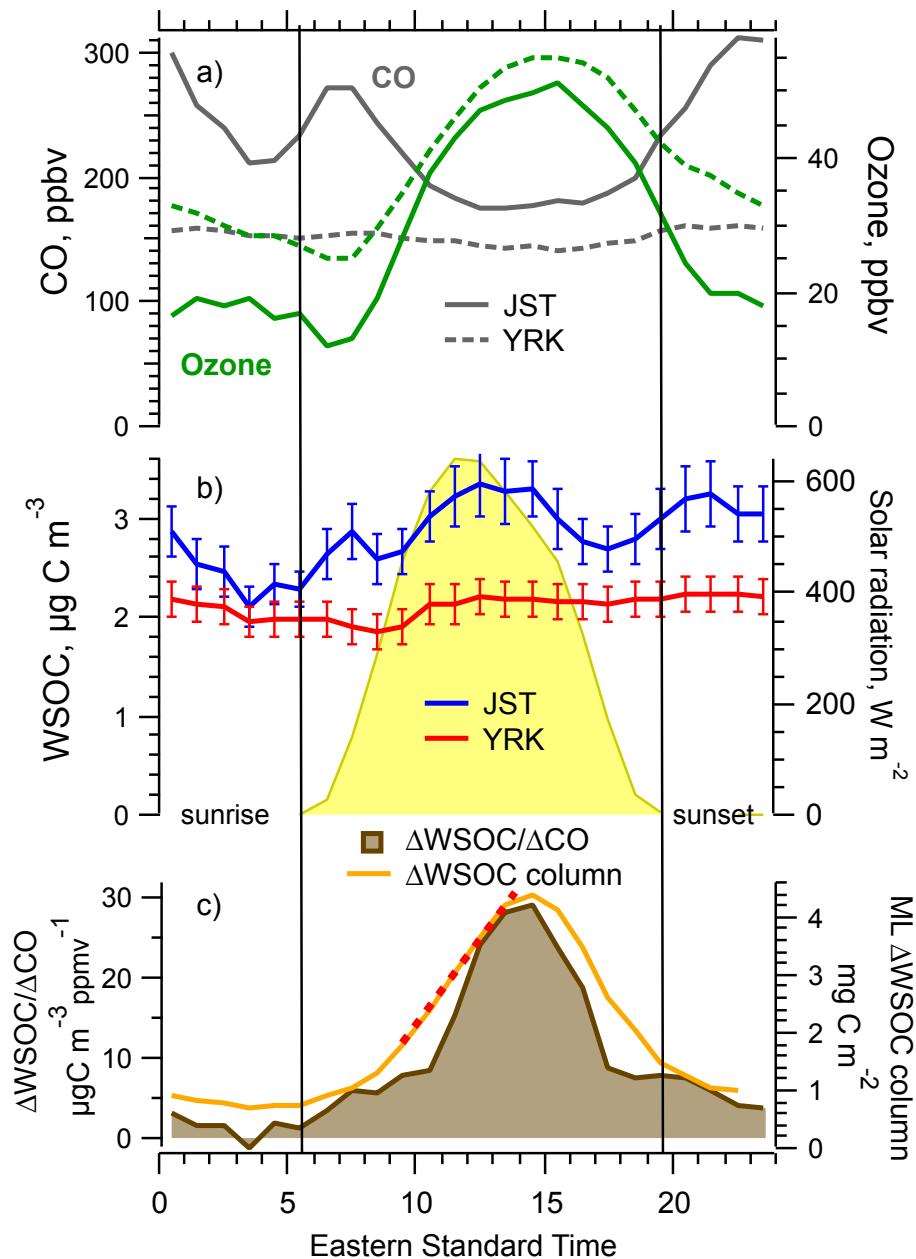 a)
CO
300
200
100
0
CO, ppbv
40
20
0
Ozone, ppbv
JST
YRK
Ozone
b)
3
2
1
0
WSOC, µg C m⁻³
600
400
200
0
Solar radiation, W m⁻²
JST
YRK
sunrise
sunset
ΔWSOC/ΔCO
ΔWSOC column
c)
30
20
10
0
ΔWSOC/ΔCO
µgC m⁻³ ppmv⁻¹
4
3
2
1
0
ML ΔWSOC column
mg C m⁻²
0 5 10 15 20
Eastern Standard Time